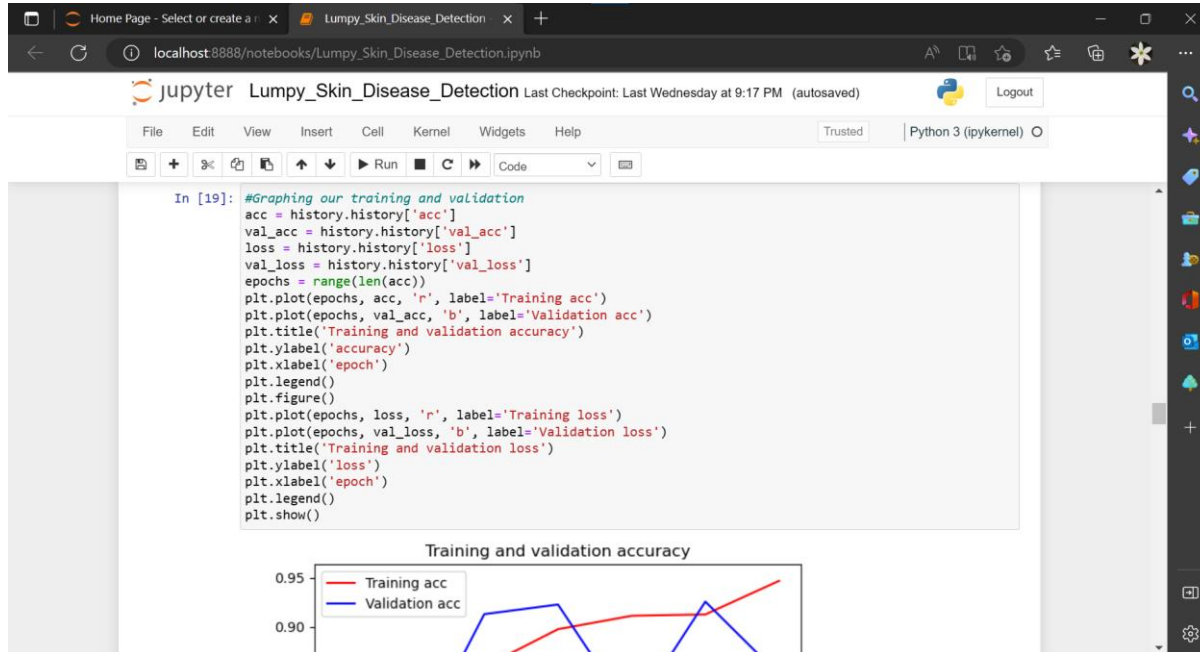 Home Page - Select or create a n
Lumpy_Skin_Disease_Detection -
localhost:8888/notebooks/Lumpy_Skin_Disease_Detection.ipynb
jupyter Lumpy_Skin_Disease_Detection Last Checkpoint: Last Wednesday at 9:17 PM (autosaved)
Logout
File Edit View Insert Cell Kernel Widgets Help
Trusted
Python 3 (ipykernel)
Run
Code
In [19]: #Graphing our training and validation
acc = history.history['acc']
val_acc = history.history['val_acc']
loss = history.history['loss']
val_loss = history.history['val_loss']
epochs = range(len(acc))
plt.plot(epochs, acc, 'r', label='Training acc')
plt.plot(epochs, val_acc, 'b', label='Validation acc')
plt.title('Training and validation accuracy')
plt.ylabel('accuracy')
plt.xlabel('epoch')
plt.legend()
plt.figure()
plt.plot(epochs, loss, 'r', label='Training loss')
plt.plot(epochs, val_loss, 'b', label='Validation loss')
plt.title('Training and validation loss')
plt.ylabel('loss')
plt.xlabel('epoch')
plt.legend()
plt.show()
Training and validation accuracy
0.95
Training acc
Validation acc
0.90